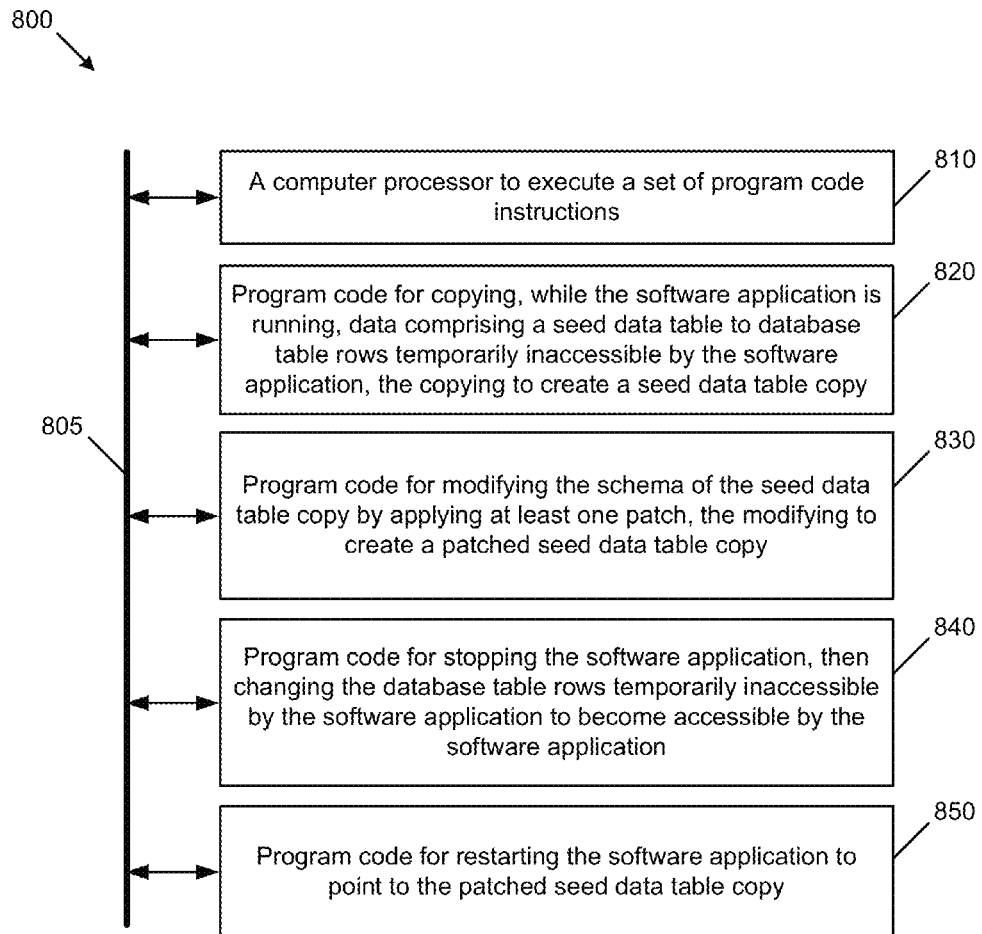 800
810
A computer processor to execute a set of program code
instructions
820
Program code for copying, while the software application is
running, data comprising a seed data table to database
table rows temporarily inaccessible by the software
application, the copying to create a seed data table copy
805
830
Program code for modifying the schema of the seed data
table copy by applying at least one patch, the modifying to
create a patched seed data table copy
840
Program code for stopping the software application, then
changing the database table rows temporarily inaccessible
by the software application to become accessible by the
software application
850
Program code for restarting the software application to
point to the patched seed data table copy